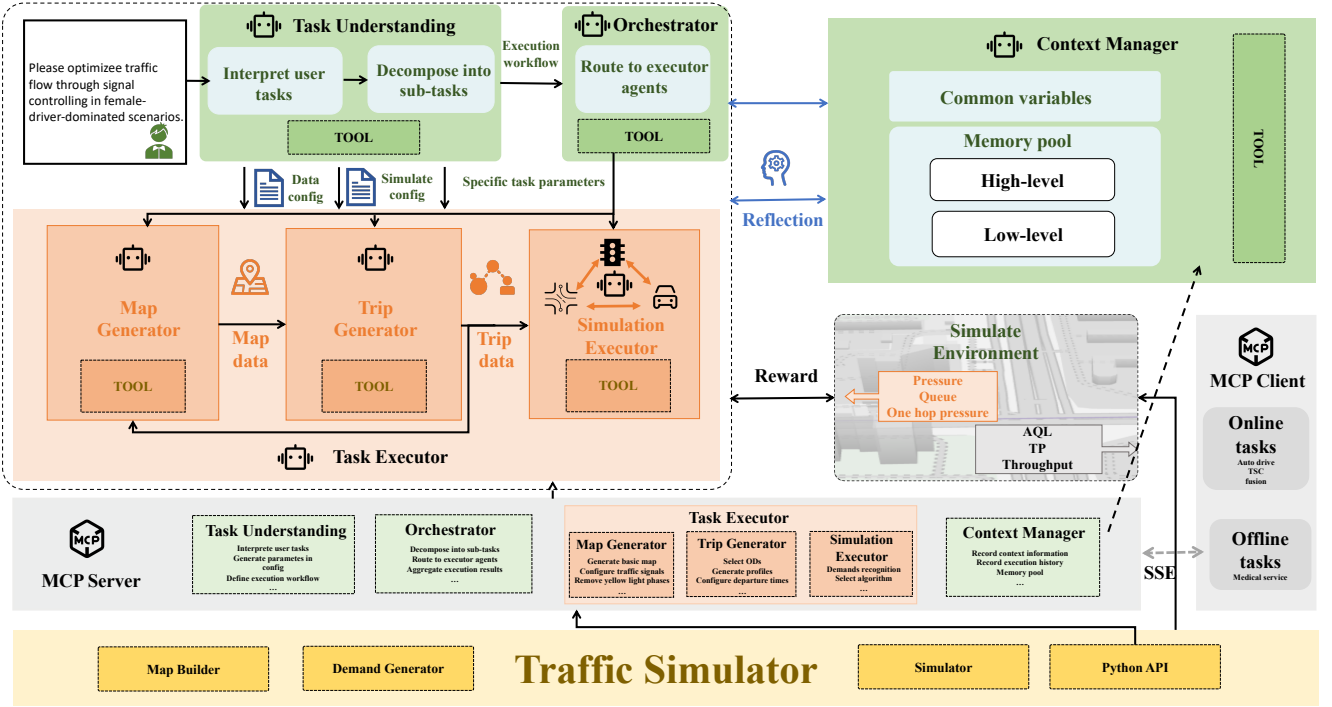 Please optimizee traffic
flow through signal
controlling in female-
driver-dominated scenarios.
Task Understanding
Interpret user
tasks
Decompose into
sub-tasks
TOOL
Execution
workflow
Orchestrator
Route to executor
agents
TOOL
Context Manager
Common variables
Memory pool
High-level
Low-level
TOOL
Data
config
Simulate
config
Specific task parameters
Reflection
Map
Generator
TOOL
Map
data
Trip
Generator
TOOL
Trip
data
Simulation
Executor
TOOL
Task Executor
Reward
Simulate
Environment
Pressure
Queue
One hop pressure
AQL
TP
Throughput
MCP
MCP Client
Online
tasks
Auto drive
TSC
fusion
Offline
tasks
Medical service
MCP
MCP Server
Task Understanding
Interprete user tasks
Generate parametes in
config
Define execution workflow
...
Orchestrator
Decompose into sub-tasks
Route to executor agents
Aggregate execution results
...
Task Executor
Map Generator
Generate basic map
Configure traffic signals
Remove yellow light phases
...
Trip Generator
Select ODs
Generate profiles
Configure departure times
...
Simulation
Executor
Demands recognition
Select algorithm
...
Context Manager
Record context information
Record execution history
Memory pool
...
SSE
Map Builder
Demand Generator
Traffic Simulator
Simulator
Python API